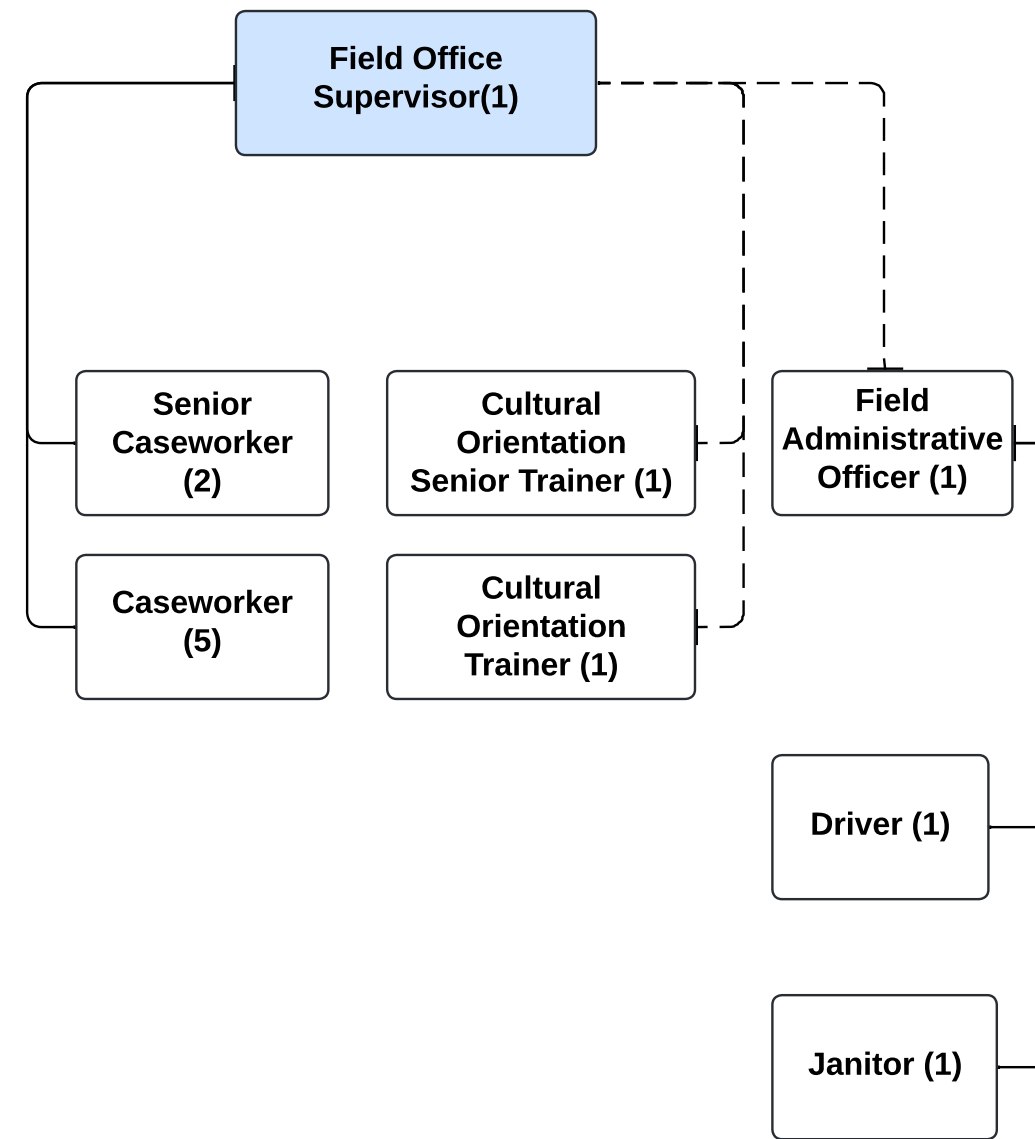 Field Office
Supervisor(1)
Senior
Caseworker
(2)
Cultural
Orientation
Senior Trainer (1)
Field
Administrative
Officer (1)
Caseworker
(5)
Cultural
Orientation
Trainer (1)
Driver (1)
Janitor (1)